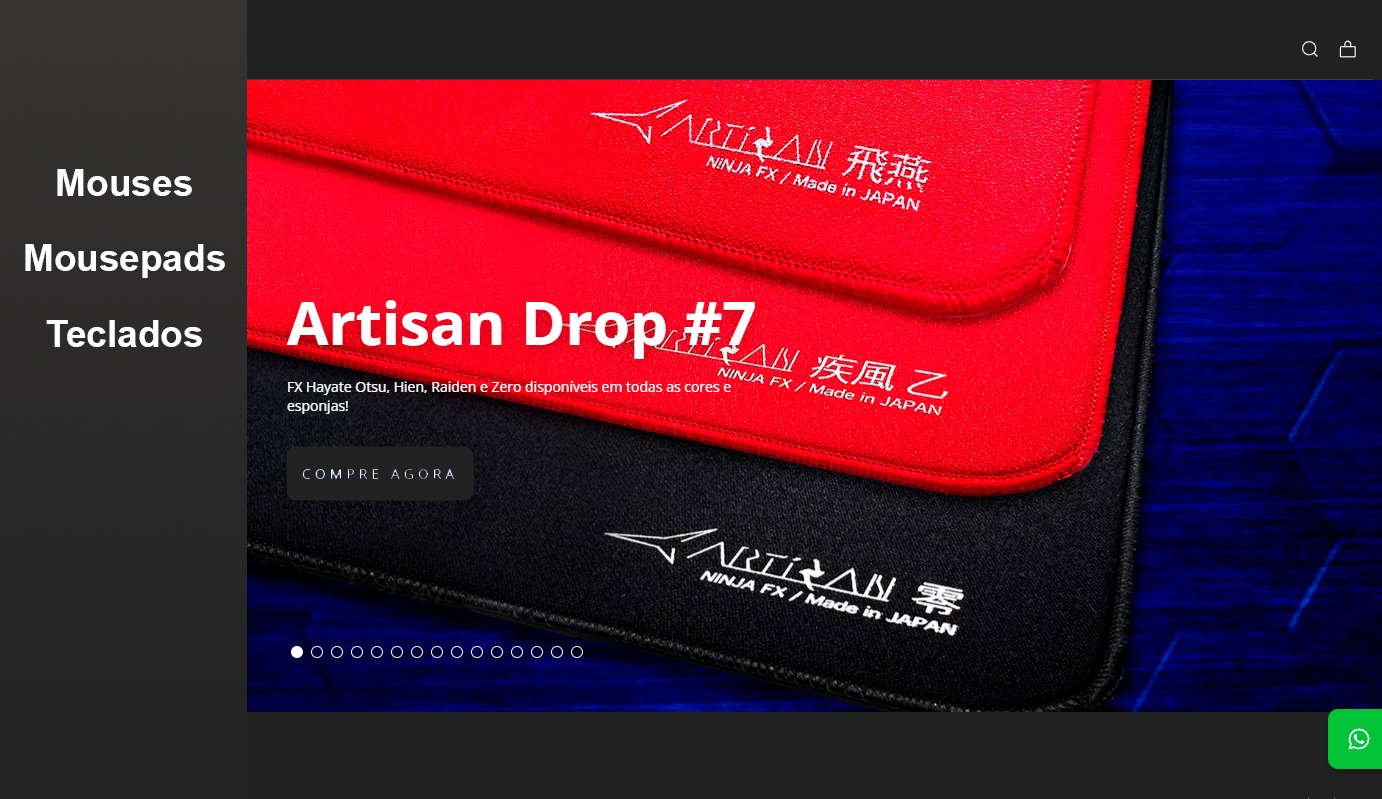 Mouses
Mousepads
Teclados
ARTISAN 飛燕
NINJA FX / Made in JAPAN
Artisan Drop #7
ARTISAN 疾風 乙
NINJA FX / Made in JAPAN
FX Hayate Otsu, Hien, Raiden e Zero disponíveis em todas as cores e
esponjas!
COMPRE AGORA
ARTISAN 零
NINJA FX / Made in JAPAN